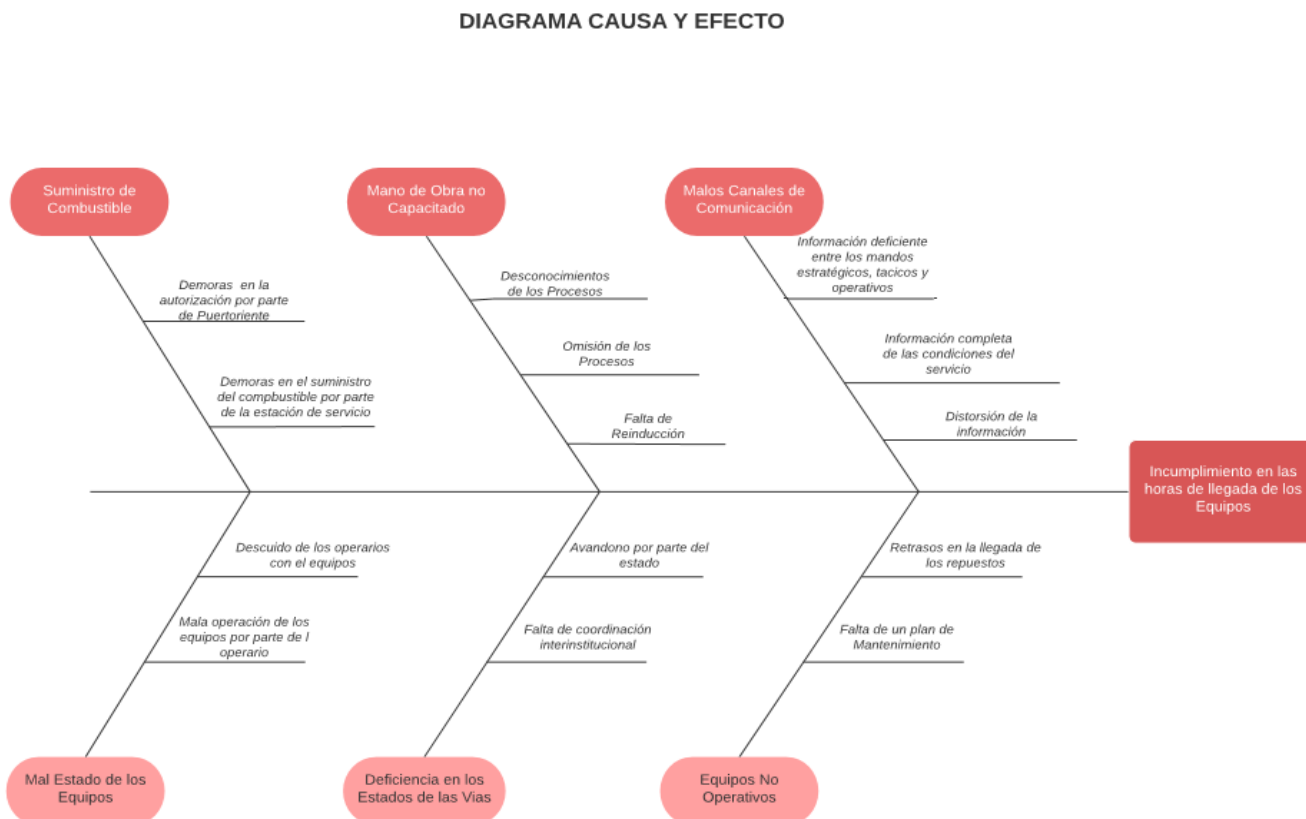 DIAGRAMA CAUSA Y EFECTO
Suministro de
Combustible
Mano de Obra no
Capacitado
Malos Canales de
Comunicación
Demoras en la
autorización por parte
de Puertoriente
Demoras en el suministro
del compbustible por parte
de la estación de servicio
Desconocimientos
de los Procesos
Omisión de los
Procesos
Falta de
Reinducción
Información deficiente
entre los mandos
estratégicos, tacicos y
operativos
Información completa
de las condiciones del
servicio
Distorsión de la
información
Incumplimiento en las
horas de llegada de los
Equipos
Descuido de los operarios
con el equipos
Mala operación de los
equipos por parte de l
operario
Avandono por parte del
estado
Falta de coordinación
interinstitucional
Retrasos en la llegada de
los repuestos
Falta de un plan de
Mantenimiento
Mal Estado de los
Equipos
Deficiencia en los
Estados de las Vias
Equipos No
Operativos